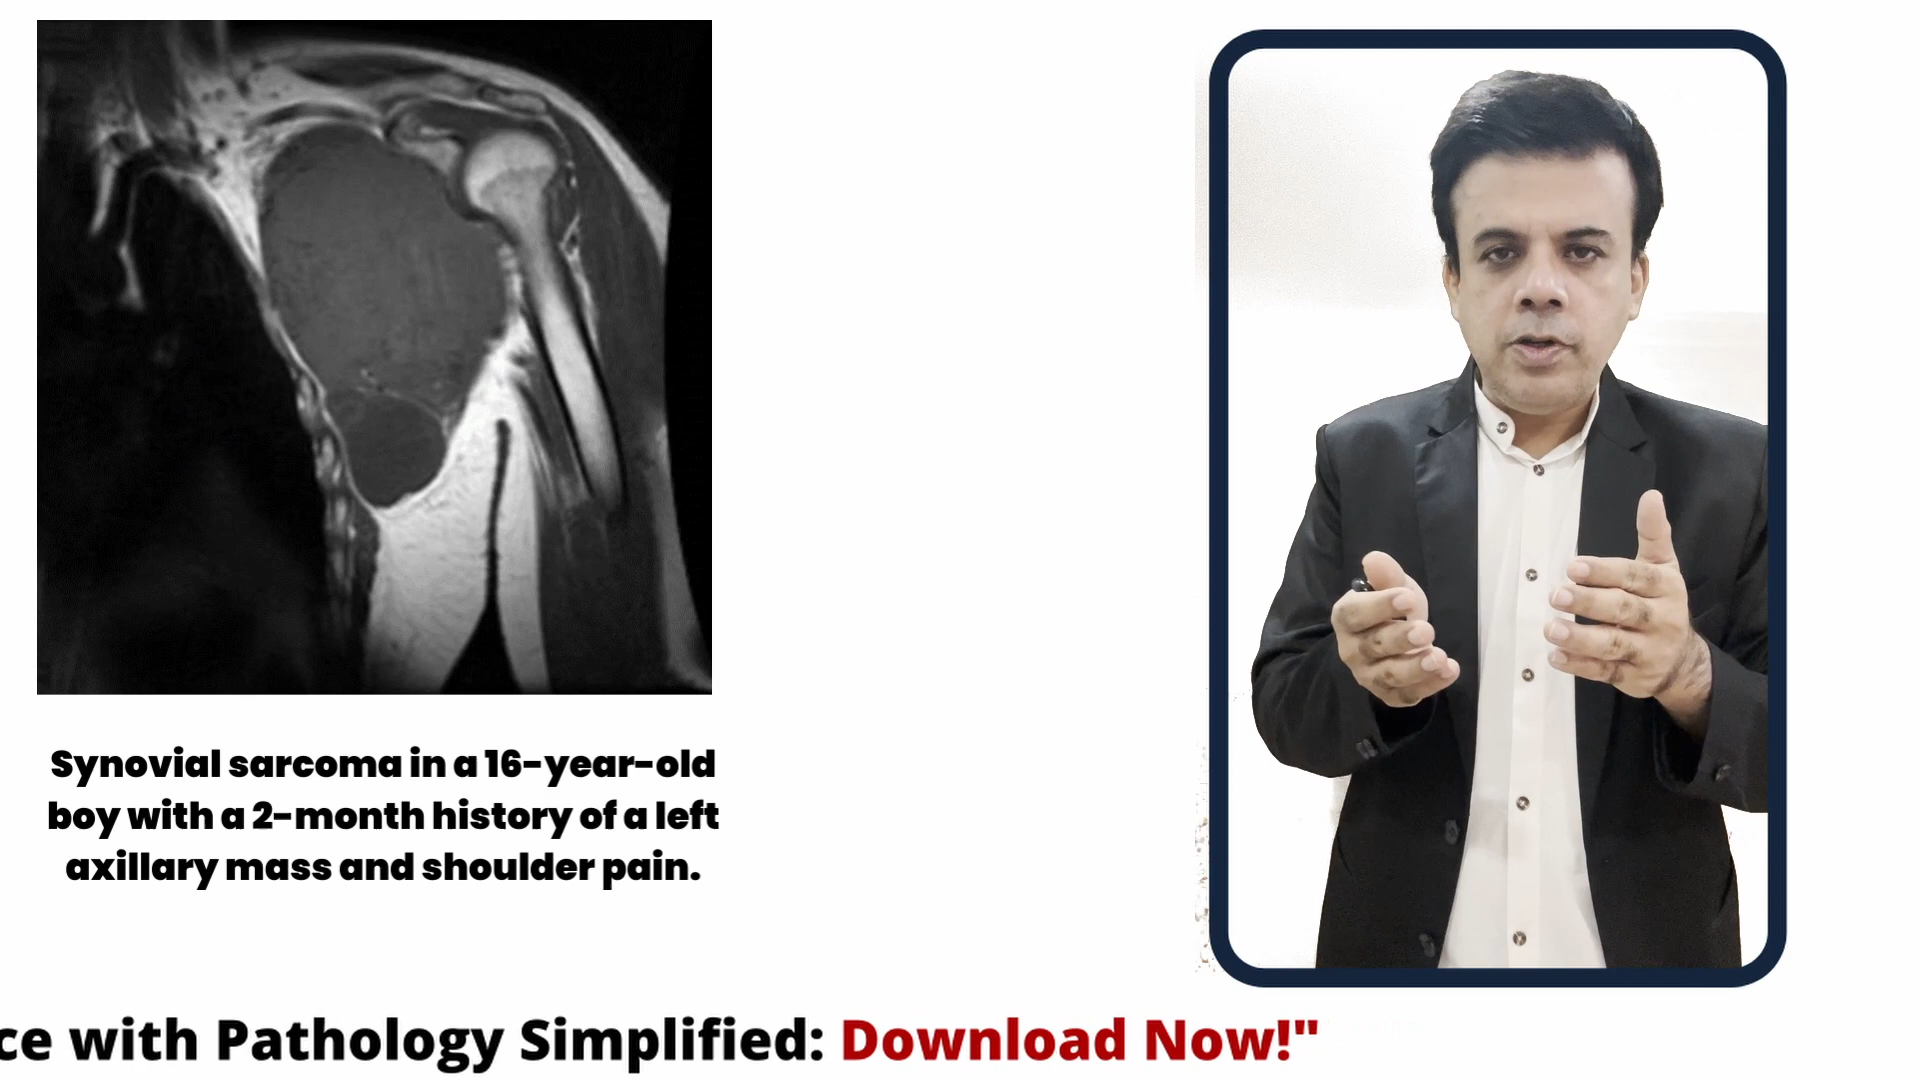 Synovial sarcoma in a 16-year-old
boy with a 2-month history of a left
axillary mass and shoulder pain.
with Pathology Simplified: Download Now!"